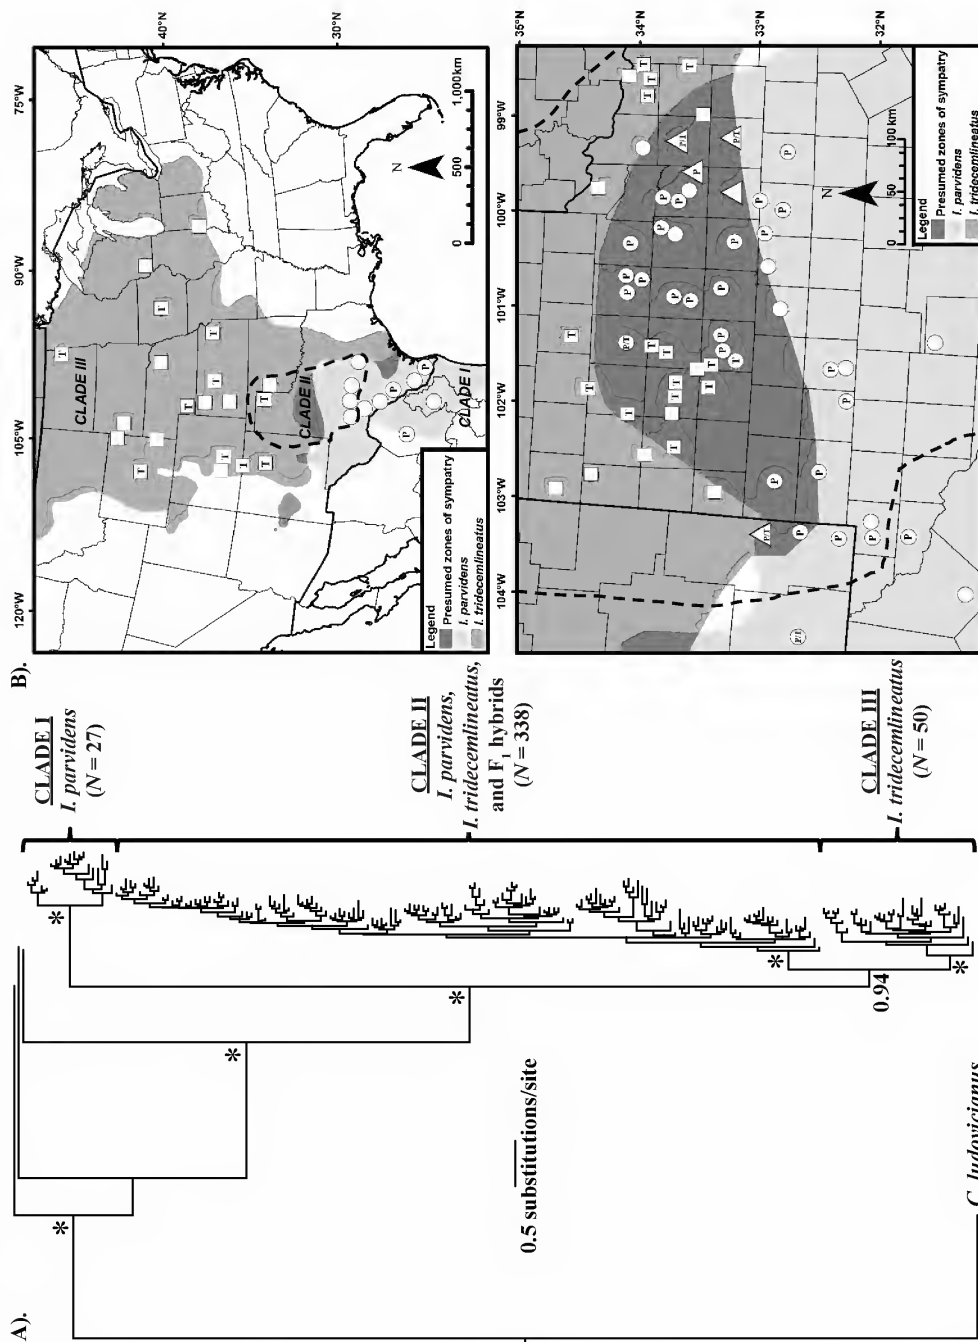 A).
CLADE I
I. parvidens
(N = 27)
CLADE II
I. parvidens,
I. tridecemlineatus,
and F1 hybrids
(N = 338)
CLADE III
I. tridecemlineatus
(N = 50)
*
*
*
*
*
*
0.94
0.5 substitutions/site
C. ludovicianus
B).
120°W
105°W
90°W
75°W
40°N
30°N
CLADE III
CLADE II
CLADE I
Legend
Presumed zones of sympatry
I. parvidens
I. tridecemlineatus
N
0 500 1,000 km
T
T
T
T
T
T
T
T
T
T
P
P
104°W
103°W
102°W
101°W
100°W
99°W
35°N
34°N
33°N
32°N
Legend
Presumed zones of sympatry
I. parvidens
I. tridecemlineatus
N
0 50 100 km